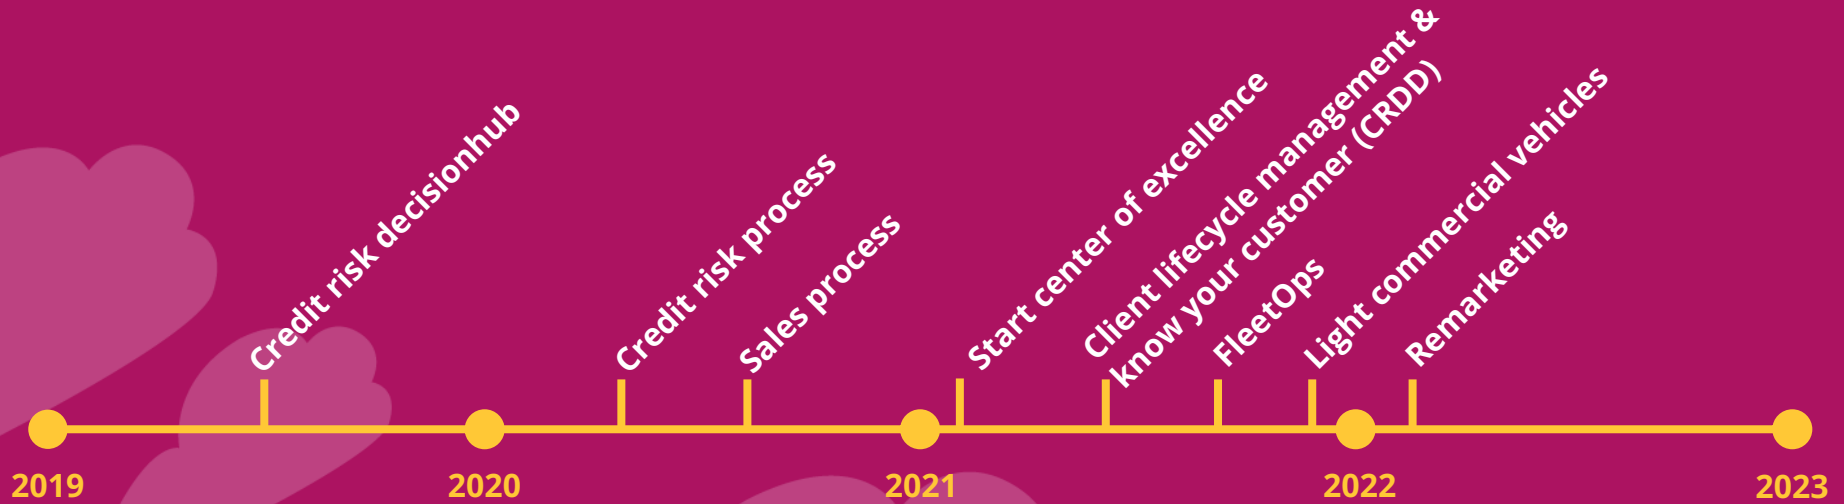 Credit risk decisionhub
Credit risk process
Sales process
Start center of excellence
Client lifecycle management &
know your customer (CRDD)
FleetOps
Light commercial vehicles
Remarketing
2019
2020
2021
2022
2023